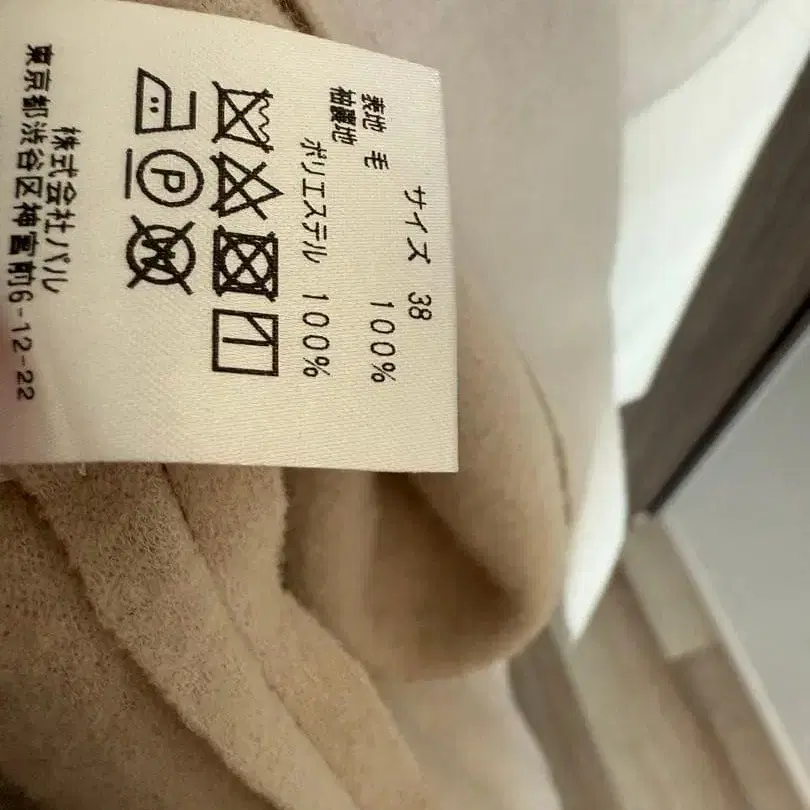 サイズ 38
表地 毛 100%
袖裏地
ポリエステル 100%
P
W
株式会社パル
東京都渋谷区神宮前6-12-22